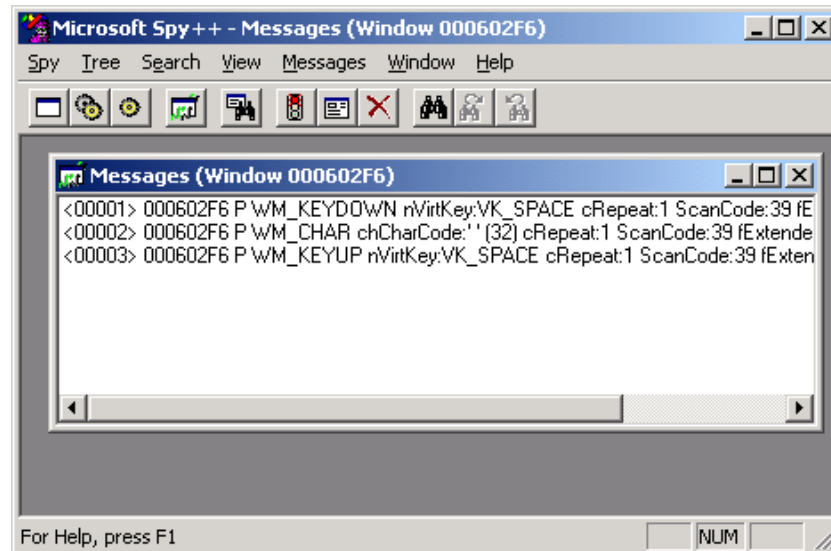 Microsoft Spy++ - Messages (Window 000602F6)
Spy Tree Search View Messages Window Help
Messages (Window 000602F6)
<00001> 000602F6 P WM_KEYDOWN nVirtKey:VK_SPACE cRepeat:1 ScanCode:39 fE
<00002> 000602F6 P WM_CHAR chCharCode:' ' (32) cRepeat:1 ScanCode:39 fExtende
<00003> 000602F6 P WM_KEYUP nVirtKey:VK_SPACE cRepeat:1 ScanCode:39 fExten
For Help, press F1 NUM